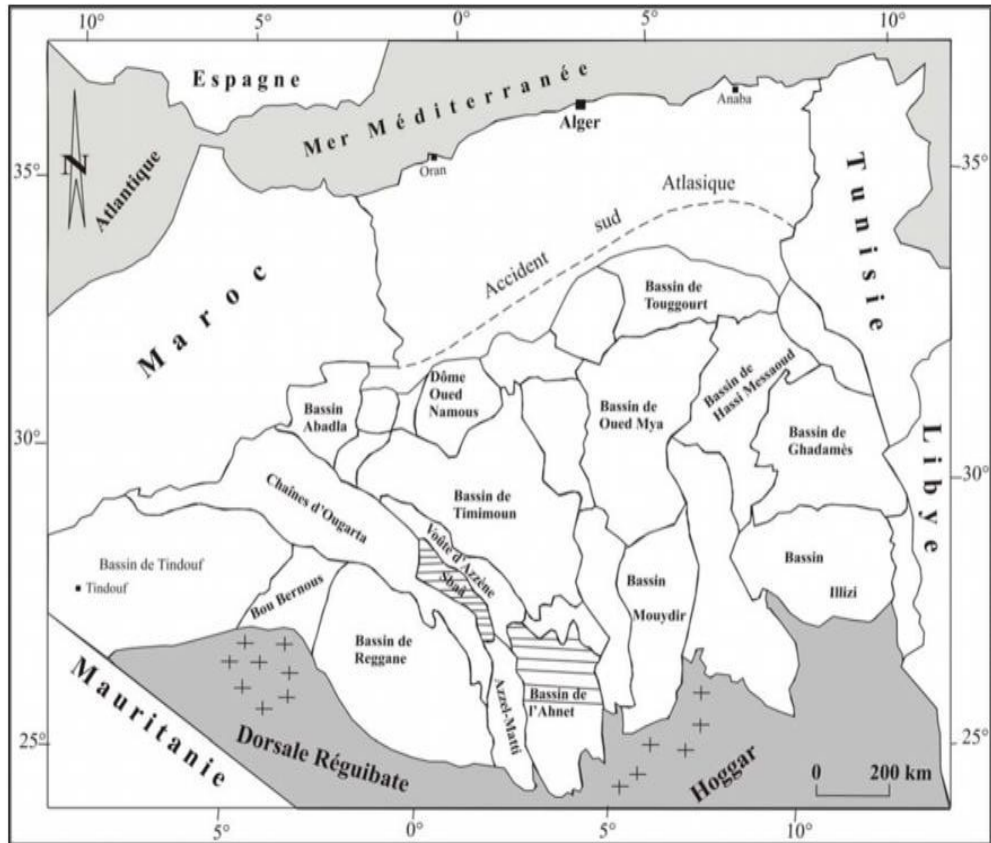 10°
5°
0°
5°
10°
Espagne
Mer Méditerranée
Alger
Anaba
Oran
N
Atlantique
35°
35°
Tunisie
Atlasique
sud
Accident
Maroc
Bassin de
Touggourt
Bassin
Abadla
Dôme
Oued
Namous
Bassin de
Oued Mya
Bassin de
Hassi Messaoud
Bassin de
Ghadamès
Libye
30°
30°
Chaînes d'Ougarta
Bassin de
Timimoun
Voûte d'Azzène
Sbaâ
Bassin de Tindouf
Tindouf
Bou Bernous
Bassin de
Reggane
Bassin
Mouydir
Bassin
Illizi
Azzel-Matti
Bassin de
l'Ahnet
Mauritanie
Dorsale Réguibate
Hoggar
25°
25°
0 200 km
5°
0°
5°
10°